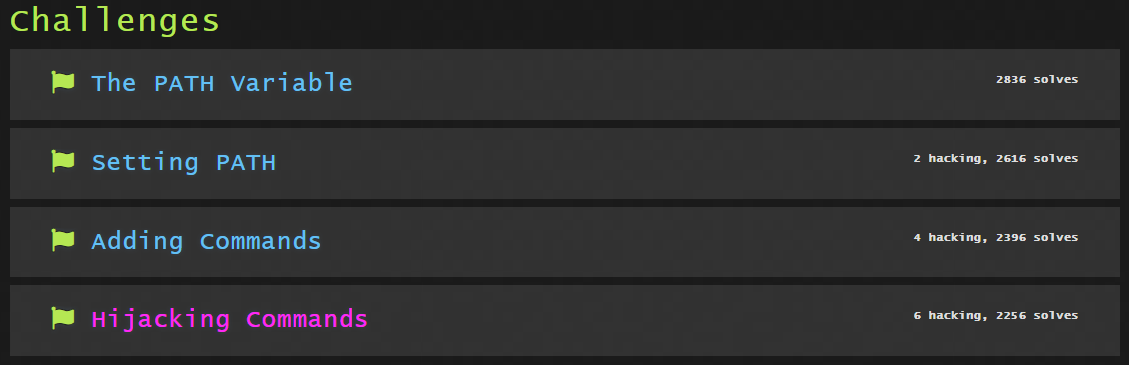 Challenges
The PATH Variable 2836 solves
Setting PATH 2 hacking, 2616 solves
Adding Commands 4 hacking, 2396 solves
Hijacking Commands 6 hacking, 2256 solves